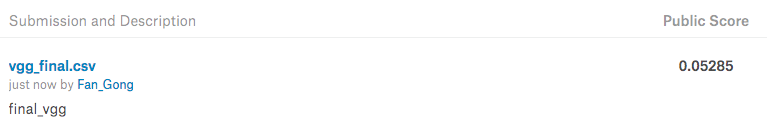 Submission and Description Public Score
vgg_final.csv 0.05285
just now by Fan_Gong
final_vgg